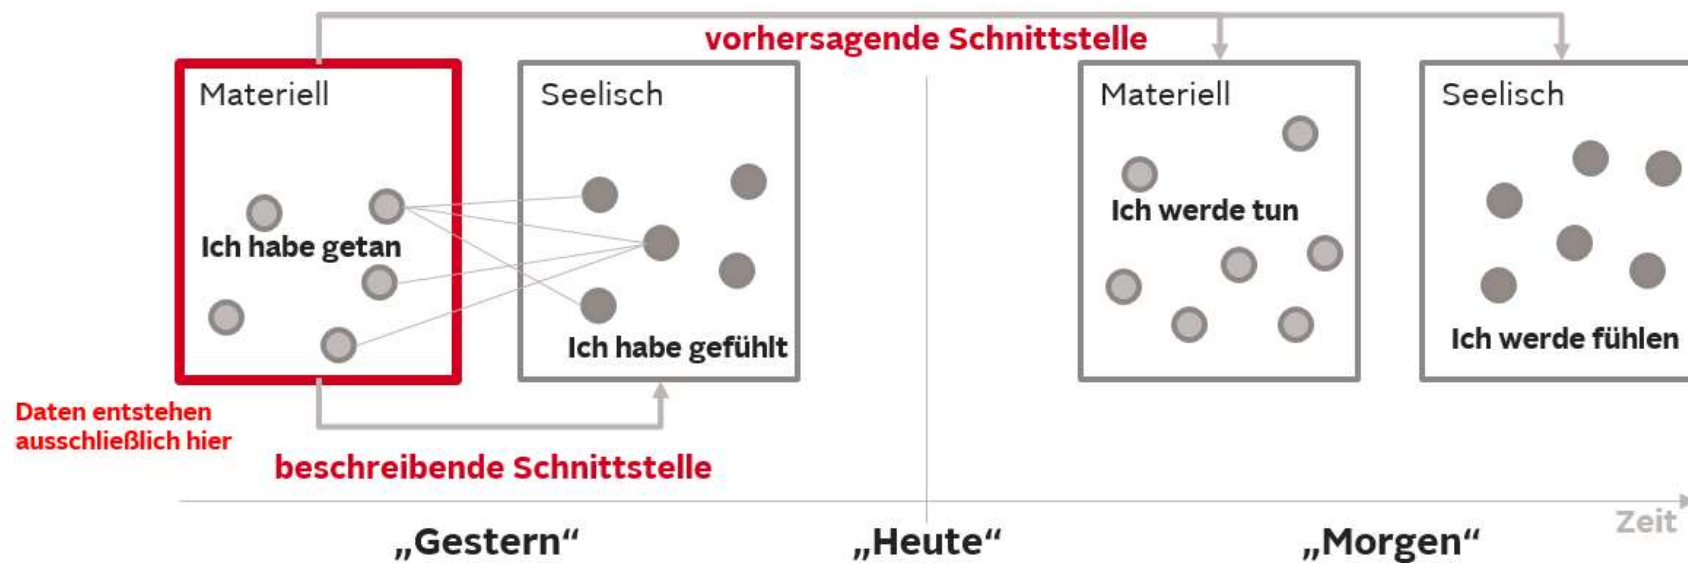 vorhersagende Schnittstelle
Materiell
Seelisch
Materiell
Seelisch
Ich habe getan
Ich habe gefühlt
Ich werde tun
Ich werde fühlen
Daten entstehen
ausschließlich hier
beschreibende Schnittstelle
Zeit
„Gestern“
„Heute“
„Morgen“